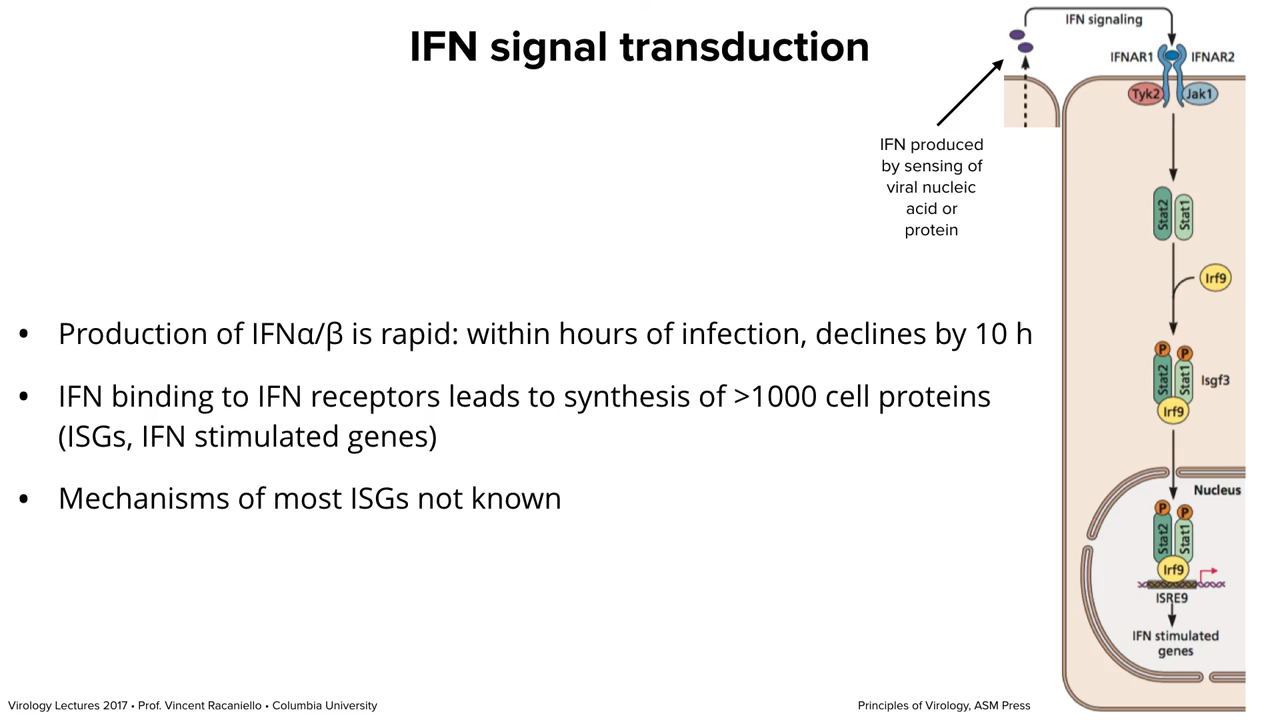 IFN signal transduction
IFN signaling
IFNAR1
IFNAR2
Tyk2
Jak1
IFN produced
by sensing of
viral nucleic
acid or
protein
Stat2
Stat1
Irf9
• Production of IFNα/β is rapid: within hours of infection, declines by 10 h
• IFN binding to IFN receptors leads to synthesis of >1000 cell proteins
(ISGs, IFN stimulated genes)
• Mechanisms of most ISGs not known
P
P
Stat2
Stat1
Isgf3
Irf9
Nucleus
P
P
Stat2
Stat1
Irf9
ISRE9
IFN stimulated
genes
Virology Lectures 2017 • Prof. Vincent Racaniello • Columbia University
Principles of Virology, ASM Press